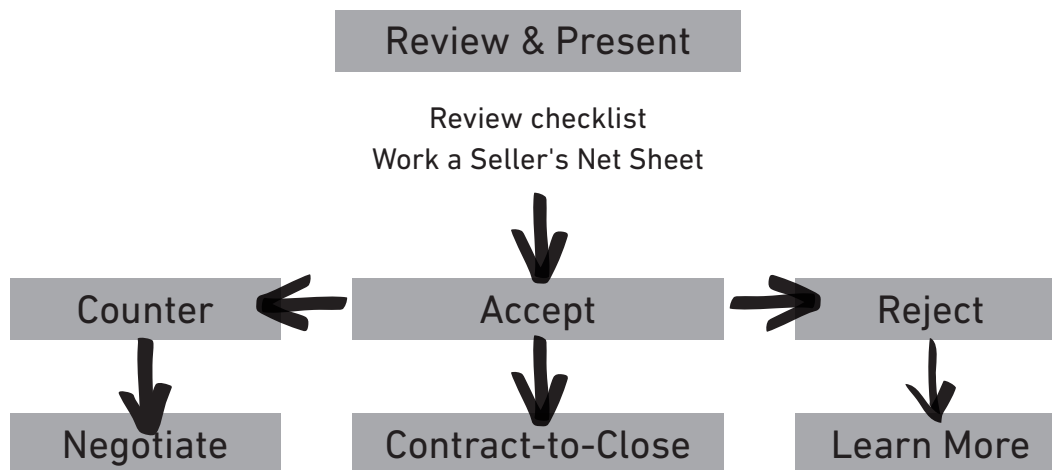 Review & Present
Review checklist
Work a Seller's Net Sheet
Counter
Accept
Reject
Negotiate
Contract-to-Close
Learn More